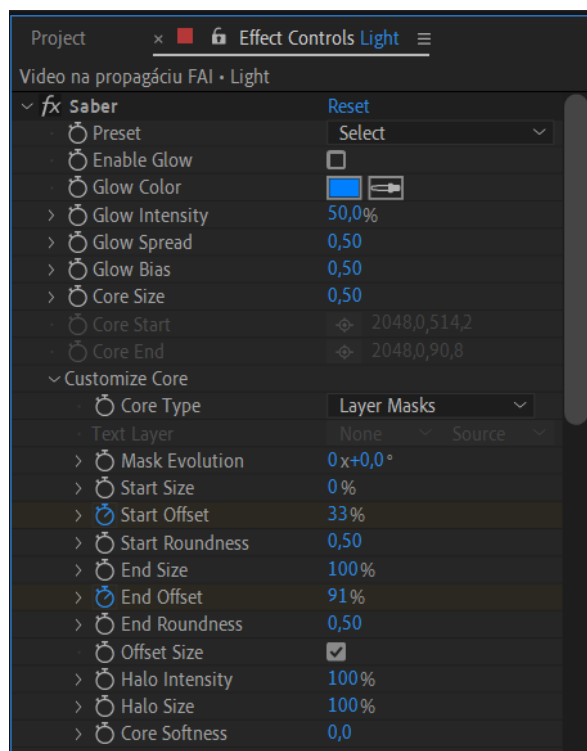 Project × Effect Controls Light
Video na propagáciu FAI • Light
fx Saber Reset
Preset Select
Enable Glow
Glow Color
Glow Intensity 50,0%
Glow Spread 0,50
Glow Bias 0,50
Core Size 0,50
Core Start 2048,0,514,2
Core End 2048,0,90,8
Customize Core
Core Type Layer Masks
Text Layer None Source
Mask Evolution 0x+0,0°
Start Size 0%
Start Offset 33%
Start Roundness 0,50
End Size 100%
End Offset 91%
End Roundness 0,50
Offset Size
Halo Intensity 100%
Halo Size 100%
Core Softness 0,0